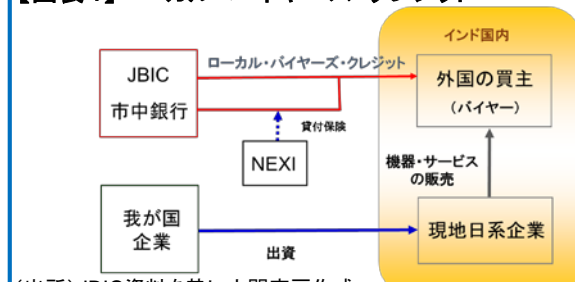 インド国内
JBIC
市中銀行
ローカル・バイヤーズ・クレジット
外国の買主
(バイヤー)
貸付保険
NEXI
機器・サービス
の販売
我が国
企業
出資
現地日系企業